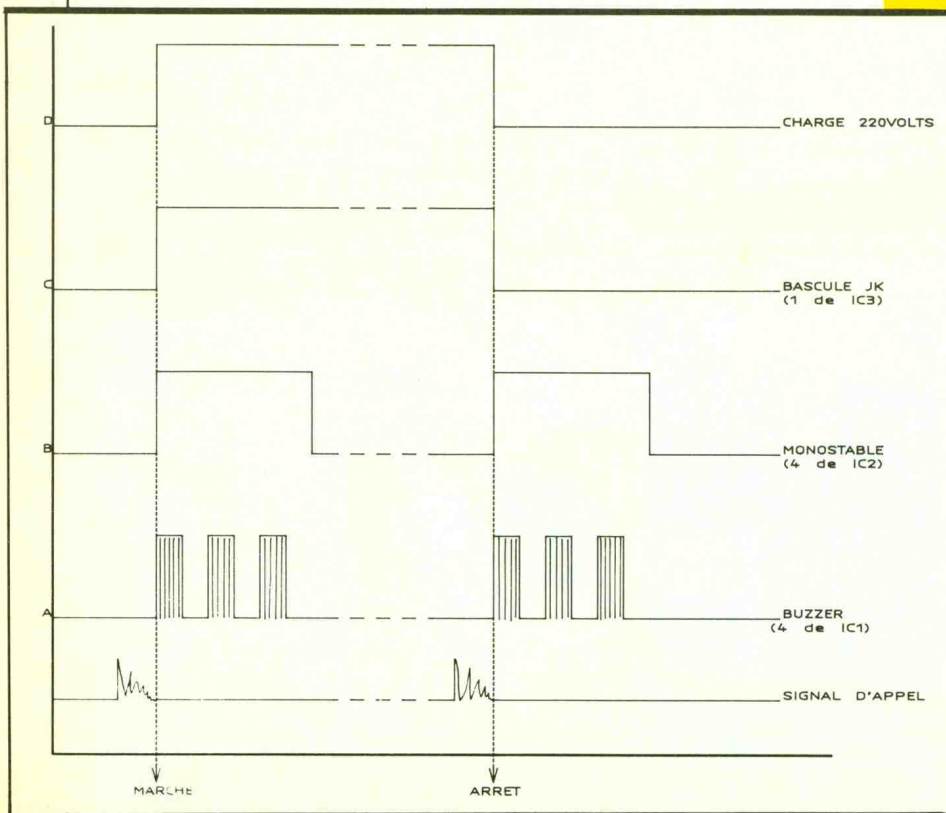 D
CHARGE 220VOLTS
C
BASCULE JK
(1 de IC3)
B
MONOSTABLE
(4 de IC2)
A
BUZZER
(4 de IC1)
SIGNAL D'APPEL
MARCHE
ARRET